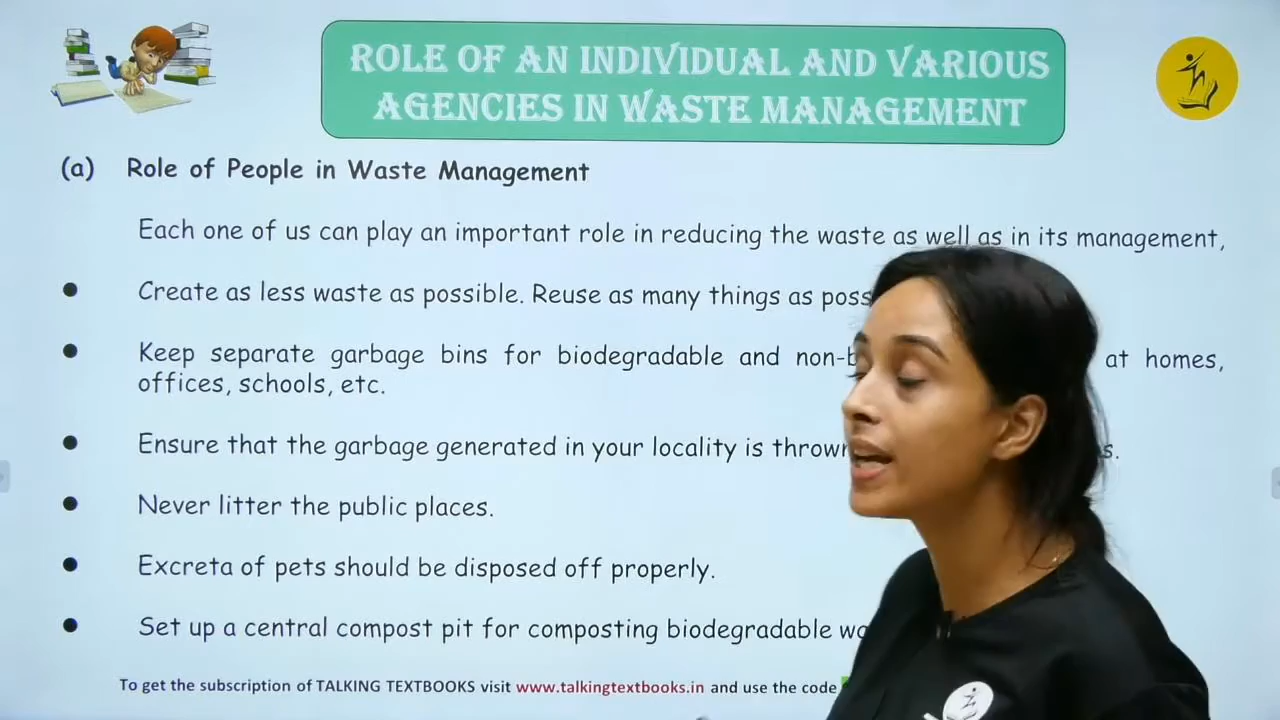 ROLE OF AN INDIVIDUAL AND VARIOUS
AGENCIES IN WASTE MANAGEMENT
(a) Role of People in Waste Management
Each one of us can play an important role in reducing the waste as well as in its management,
● Create as less waste as possible. Reuse as many things as
● Keep separate garbage bins for biodegradable and at homes,
offices, schools, etc.
● Ensure that the garbage generated in your locality is
● Never litter the public places.
● Excreta of pets should be disposed off properly.
● Set up a central compost pit for composting biodegradable
To get the subscription of TALKING TEXTBOOKS visit www.talkingtextbooks.in and use the code